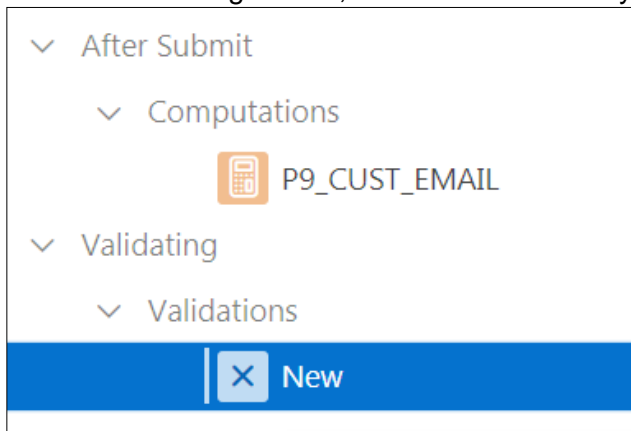 After Submit
Computations
P9_CUST_EMAIL
Validating
Validations
New